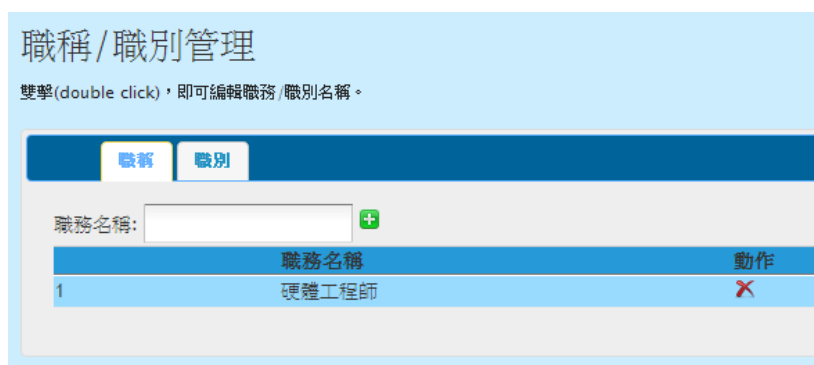 職稱/職別管理
雙擊(double click)，即可編輯職務/職別名稱。
職稱 職別
職務名稱:
職務名稱 動作
1 硬體工程師